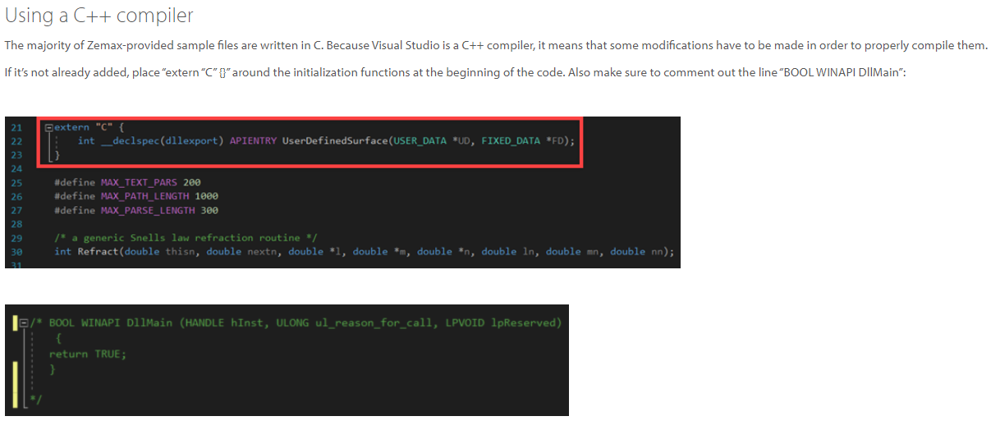 Using a C++ compiler
The majority of Zemax-provided sample files are written in C. Because Visual Studio is a C++ compiler, it means that some modifications have to be made in order to properly compile them.
If it's not already added, place “extern “C” {}” around the initialization functions at the beginning of the code. Also make sure to comment out the line “BOOL WINAPI DllMain”:
21 extern "C" {
22 int __declspec(dllexport) APIENTRY UserDefinedSurface(USER_DATA *UD, FIXED_DATA *FD);
23 }
24
25 #define MAX_TEXT_PARS 200
26 #define MAX_PATH_LENGTH 1000
27 #define MAX_PARSE_LENGTH 300
28
29 /* a generic Snells law refraction routine */
30 int Refract(double thisn, double nextn, double *l, double *m, double *n, double ln, double mn, double nn);
31
/* BOOL WINAPI DllMain (HANDLE hInst, ULONG ul_reason_for_call, LPVOID lpReserved)
{
return TRUE;
}
*/